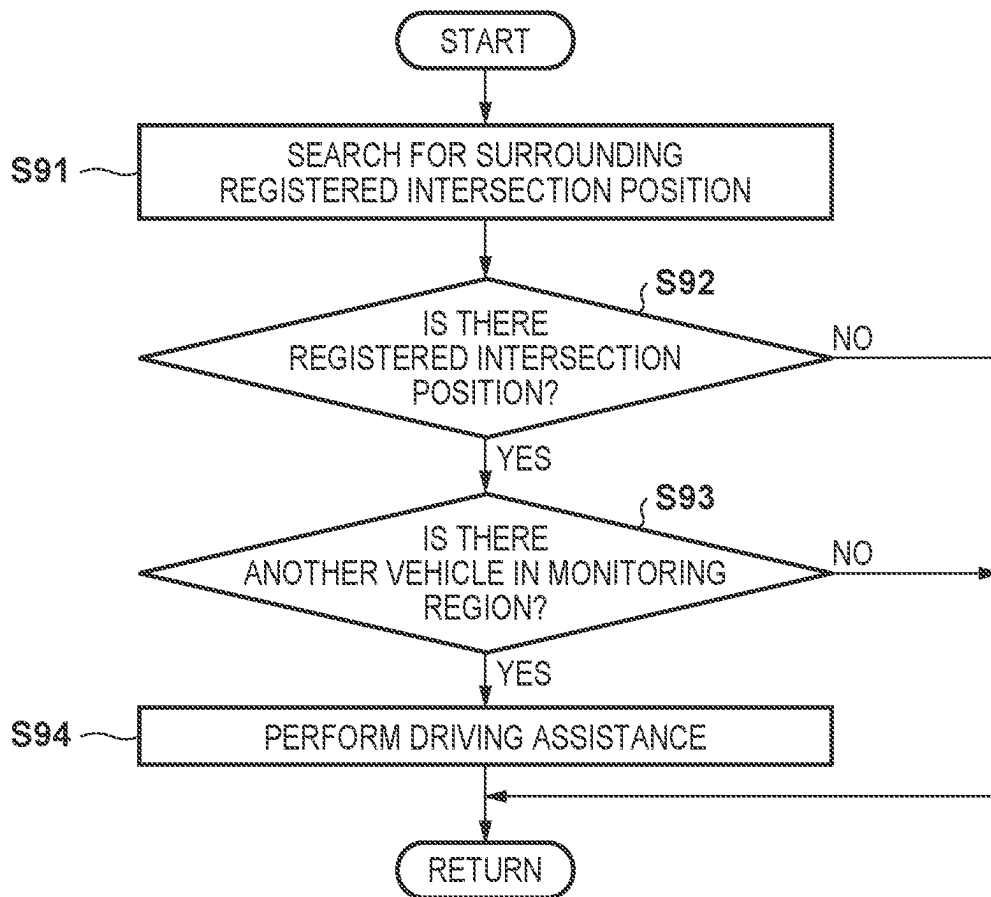 START
S91
SEARCH FOR SURROUNDING
REGISTERED INTERSECTION POSITION
S92
IS THERE
REGISTERED INTERSECTION
POSITION?
NO
YES
S93
IS THERE
ANOTHER VEHICLE IN MONITORING
REGION?
NO
YES
S94
PERFORM DRIVING ASSISTANCE
RETURN